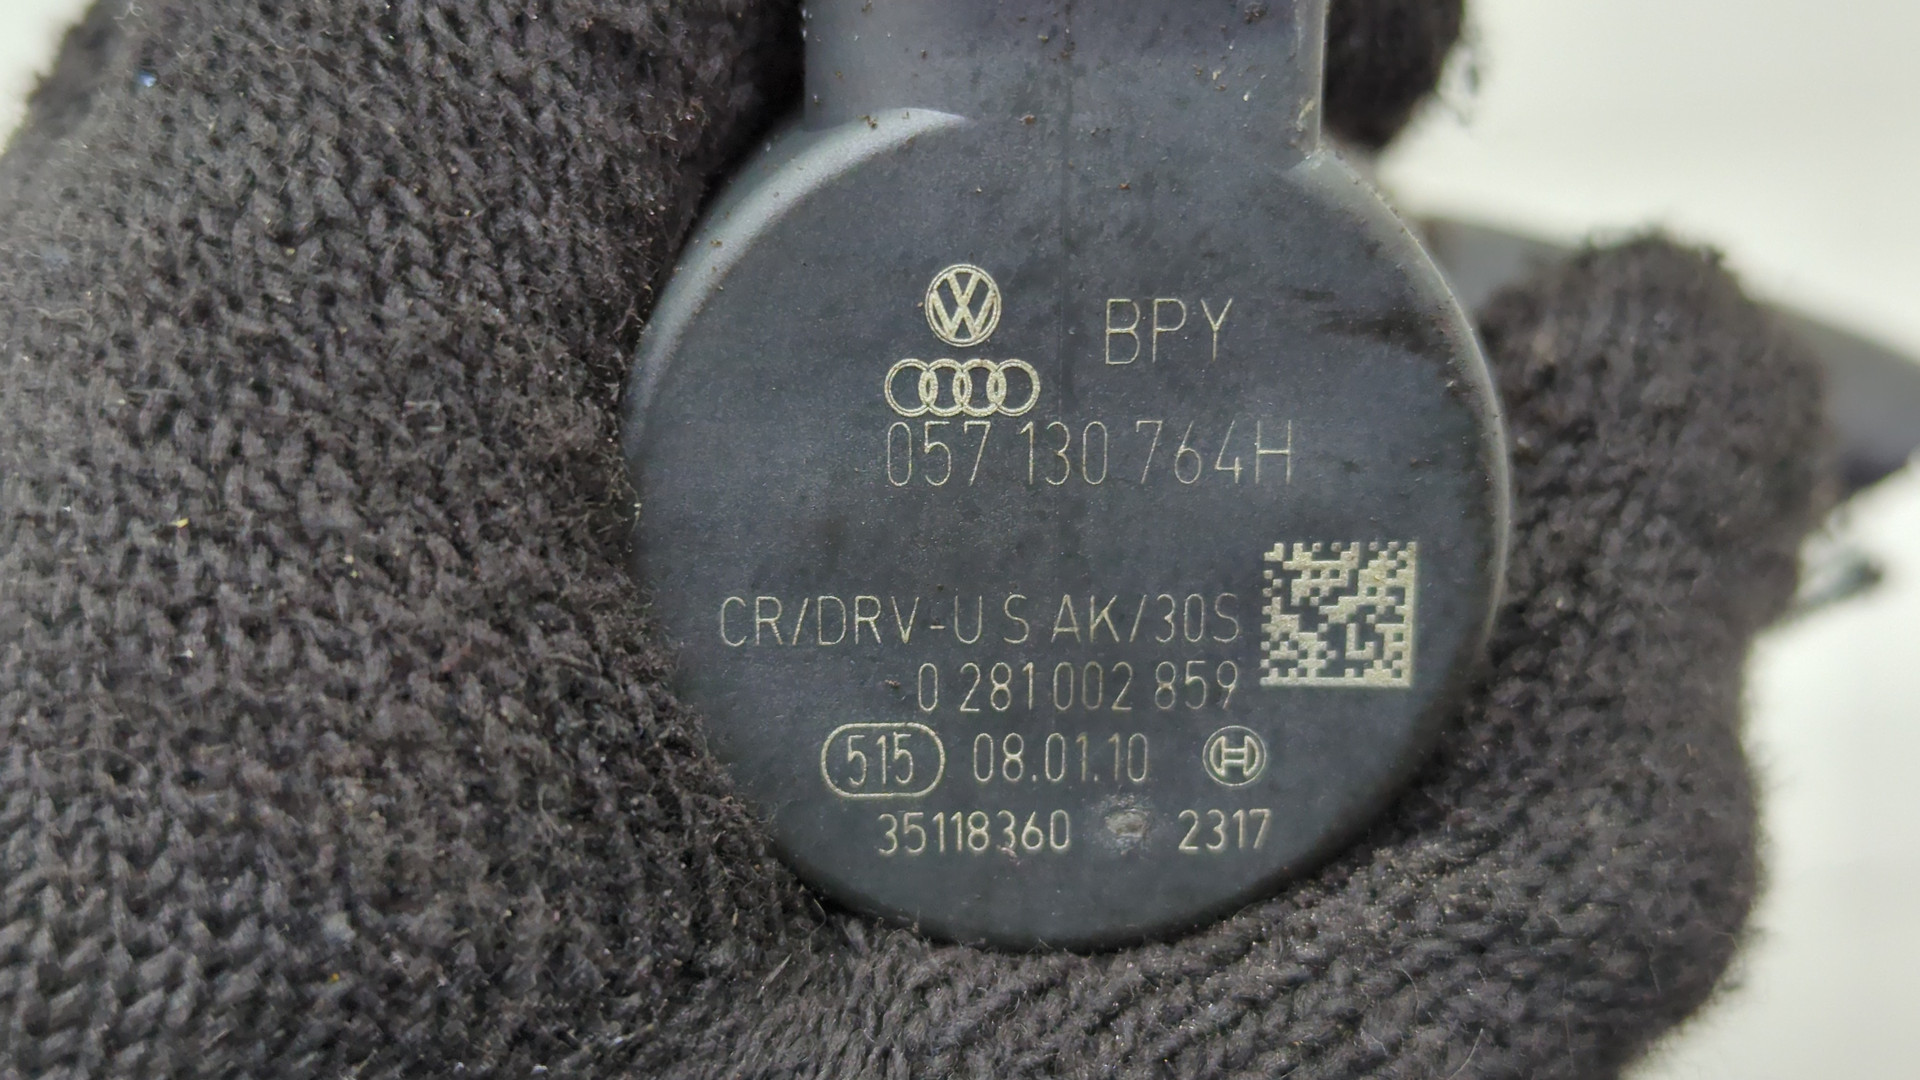 BPY
057 130 764H
CR/DRV-U S AK/30S
0 281 002 859
515 08.01.10
35118360 2317